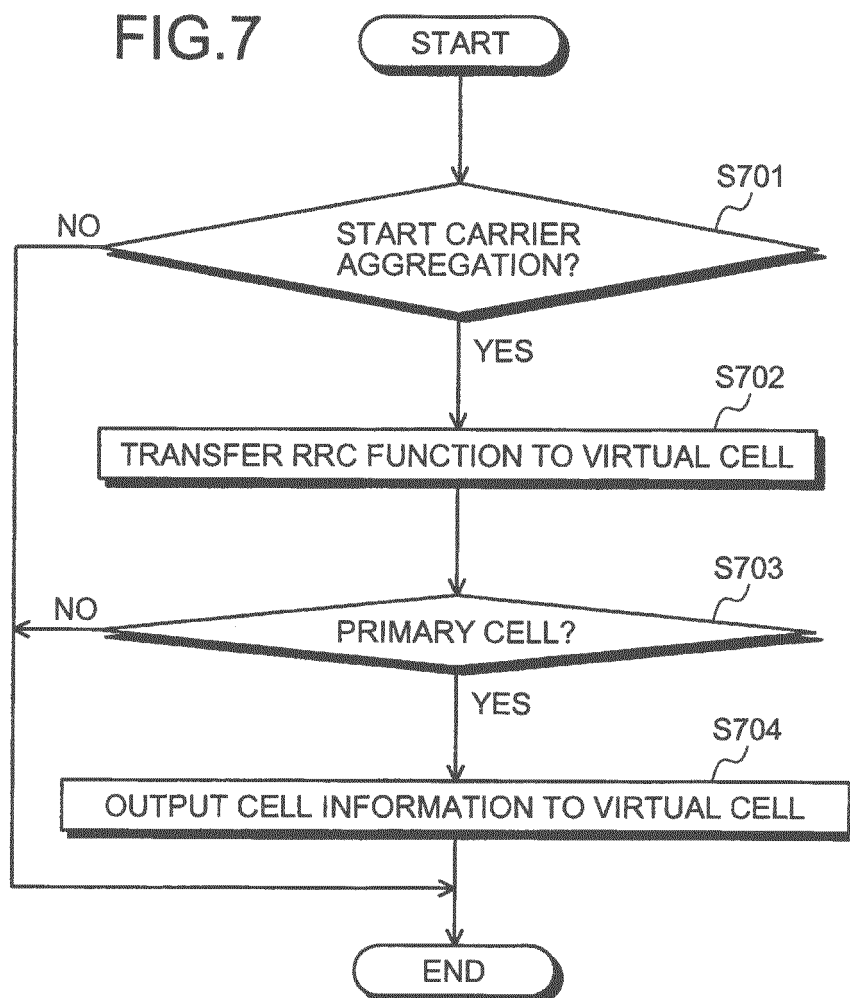 FIG.7
START
S701
NO
START CARRIER
AGGREGATION?
YES
S702
TRANSFER RRC FUNCTION TO VIRTUAL CELL
S703
NO
PRIMARY CELL?
YES
S704
OUTPUT CELL INFORMATION TO VIRTUAL CELL
END